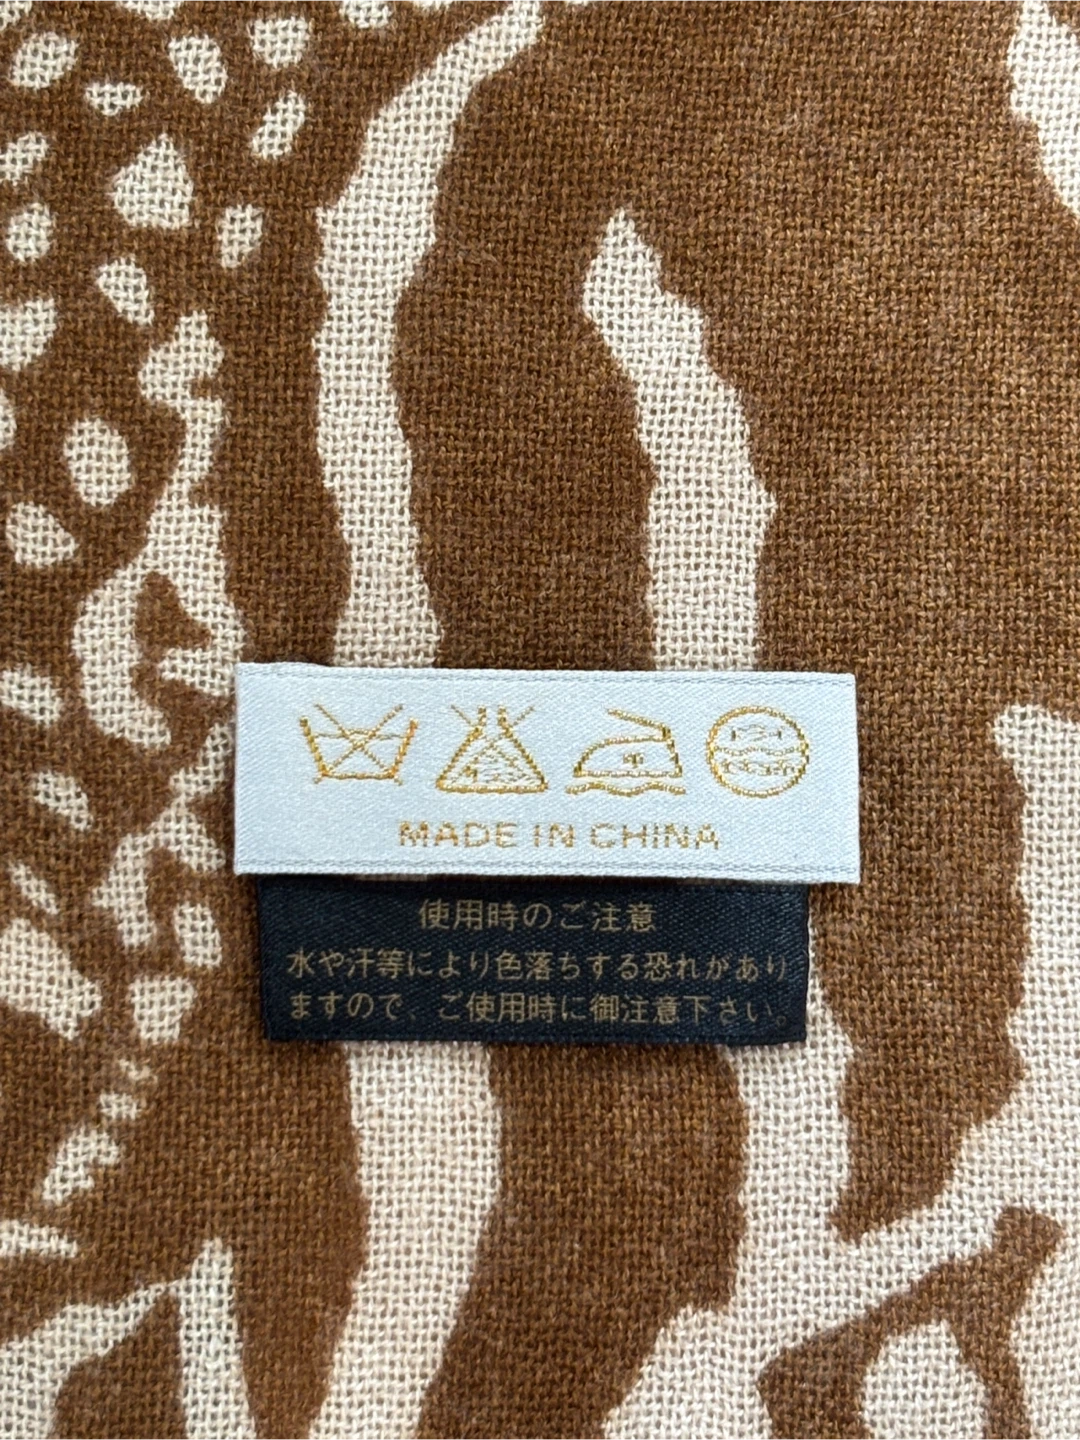 MADE IN CHINA
使用時のご注意
水や汗等により色落ちする恐れがあり
ますので、ご使用時に御注意下さい。